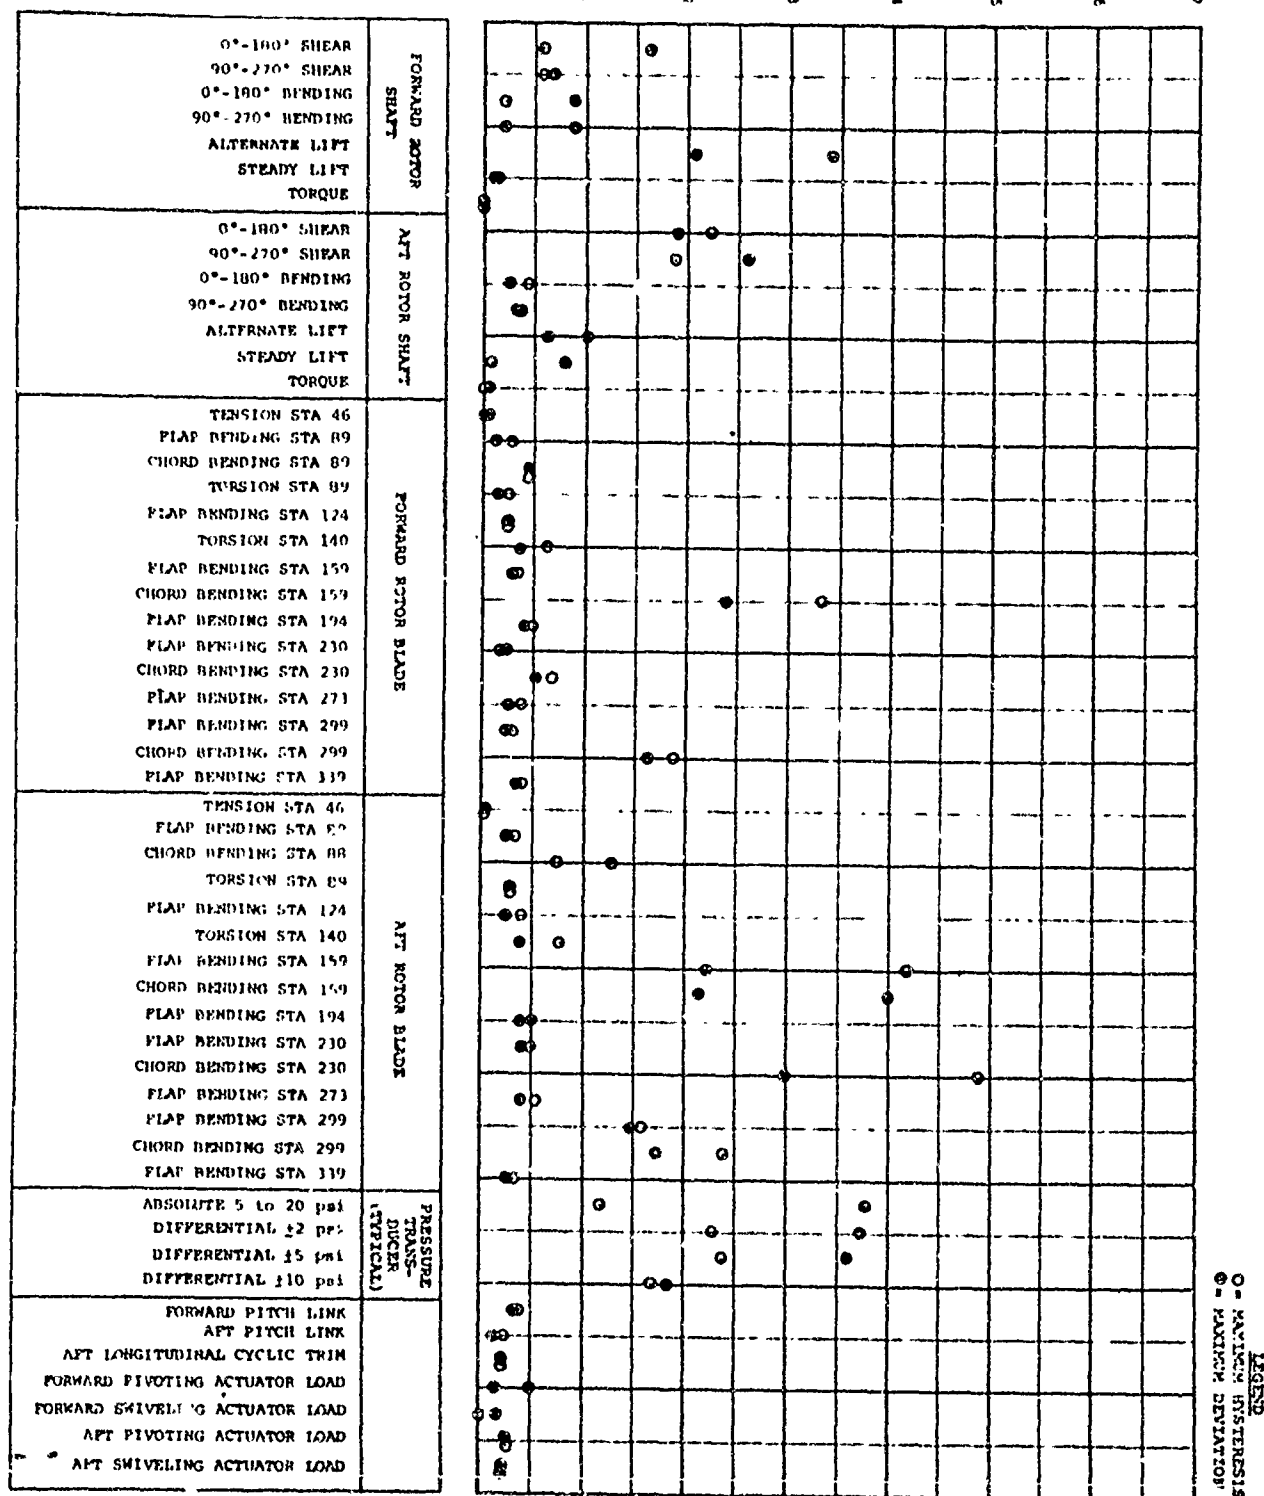 FORWARD ROTOR SHAFT
0°-180° SHEAR
90°-270° SHEAR
0°-180° BENDING
90°-270° BENDING
ALTERNATE LIFT
STEADY LIFT
TORQUE
AFT ROTOR SHAFT
0°-180° SHEAR
90°-270° SHEAR
0°-180° BENDING
90°-270° BENDING
ALTERNATE LIFT
STEADY LIFT
TORQUE
FORWARD ROTOR BLADE
TENSION STA 46
FLAP BENDING STA 89
CHORD BENDING STA 89
TORSION STA 89
FLAP BENDING STA 124
TORSION STA 140
FLAP BENDING STA 159
CHORD BENDING STA 159
FLAP BENDING STA 194
FLAP BENDING STA 230
CHORD BENDING STA 230
FLAP BENDING STA 273
FLAP BENDING STA 299
CHORD BENDING STA 299
FLAP BENDING STA 339
AFT ROTOR BLADE
TENSION STA 46
FLAP BENDING STA
CHORD BENDING STA 88
TORSION STA 89
FLAP BENDING STA 124
TORSION STA 140
FLAP BENDING STA 159
CHORD BENDING STA 159
FLAP BENDING STA 194
FLAP BENDING STA 230
CHORD BENDING STA 230
FLAP BENDING STA 273
FLAP BENDING STA 299
CHORD BENDING STA 299
FLAP BENDING STA 339
PRESSURE
TRANS-
DUCER
(TYPICAL)
ABSOLUTE 5 to 20 psi
DIFFERENTIAL ±2 psi
DIFFERENTIAL ±5 psi
DIFFERENTIAL ±10 psi
FORWARD PITCH LINK
AFT PITCH LINK
AFT LONGITUDINAL CYCLIC TRIM
FORWARD PIVOTING ACTUATOR LOAD
FORWARD SWIVELING ACTUATOR LOAD
AFT PIVOTING ACTUATOR LOAD
AFT SWIVELING ACTUATOR LOAD
LEGEND
O = MAXIMUM HYSTERESIS
● = MAXIMUM DEVIATION